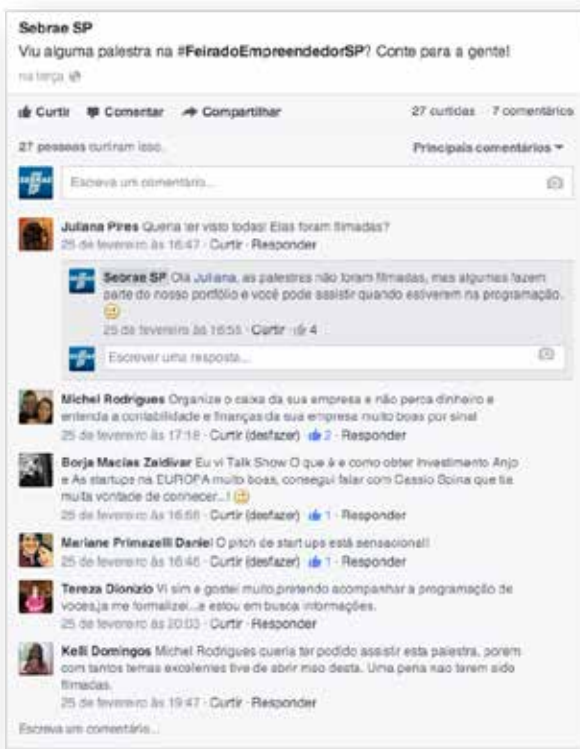 Sebrae SP
Viu alguma palestra na #FeiradoEmpreendedorSP? Conte para a gente!
na terça
Curtir Comentar Compartilhar 27 curtidas 7 comentários
27 pessoas curtiram isso. Principais comentários
SEBRAE Escreva um comentário...
Juliana Pires Queria ter visto todas! Elas foram filmadas?
25 de fevereiro às 16:47 · Curtir · Responder
Sebrae SP Olá Juliana, as palestras não foram filmadas, mas algumas fazem
parte do nosso portfólio e você pode assistir quando estiverem na programação.
25 de fevereiro às 16:55 · Curtir · 4
Escrever uma resposta...
Michel Rodrigues Organize o caixa da sua empresa e não perca dinheiro e
entenda a contabilidade e finanças da sua empresa muito boas por sinal
25 de fevereiro às 17:18 · Curtir (desfazer) · 2 · Responder
Borja Macias Zaldivar Eu vi Talk Show O que é e como obter Investimento Anjo
e As startups na EUROPA muito boas, consegui falar com Cassio Spina que tia
muita vontade de conhecer...!
25 de fevereiro às 16:56 · Curtir (desfazer) · 1 · Responder
Mariane Primazelli Daniel O pitch de start ups está sensacional!
25 de fevereiro às 16:46 · Curtir (desfazer) · 1 · Responder
Tereza Dionizio Vi sim e gostei muito,pretendo acompanhar a programação de
voces,ja me formalizei...e estou em busca informações.
25 de fevereiro às 20:03 · Curtir · Responder
Kelli Domingos Michel Rodrigues queria ter podido assistir esta palestra, porem
com tantos temas excelentes tive de abrir mao desta. Uma pena nao terem sido
filmadas.
25 de fevereiro às 19:47 · Curtir · Responder
Escreva um comentário...